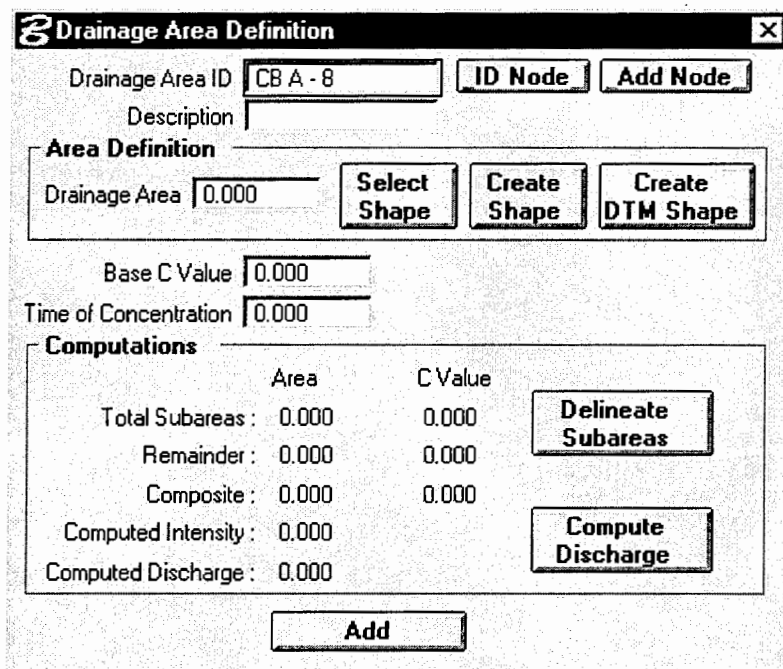 Drainage Area Definition
Drainage Area ID CB A - 8 ID Node Add Node
Description
Area Definition
Drainage Area 0.000 Select Shape Create Shape Create DTM Shape
Base C Value 0.000
Time of Concentration 0.000
Computations
Area C Value
Total Subareas : 0.000 0.000 Delineate Subareas
Remainder : 0.000 0.000
Composite : 0.000 0.000
Computed Intensity : 0.000 Compute Discharge
Computed Discharge : 0.000
Add